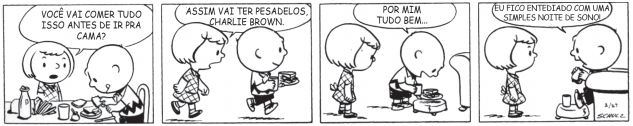 VOCÊ VAI COMER TUDO
ISSO ANTES DE IR PRA
CAMA?
ASSIM VAI TER PESADELOS,
CHARLIE BROWN.
POR MIM
TUDO BEM...
EU FICO ENTEDIADO COM UMA
SIMPLES NOITE DE SONO!
SCHULZ